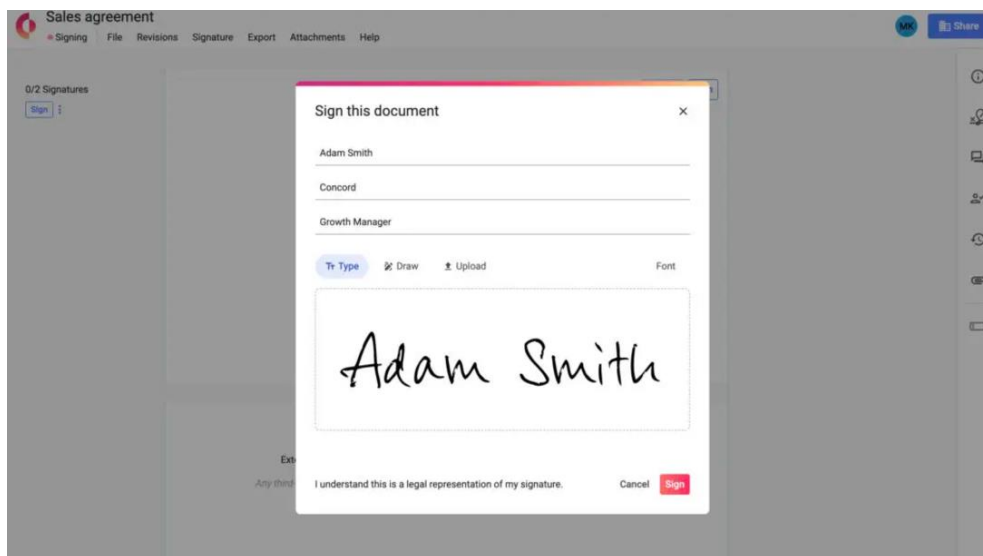 Sales agreement
Signing File Revisions Signature Export Attachments Help
MK
Share
0/2 Signatures
Sign
Sign this document
Adam Smith
Concord
Growth Manager
Tr Type Draw Upload Font
Adam Smith
Any third-
I understand this is a legal representation of my signature. Cancel Sign